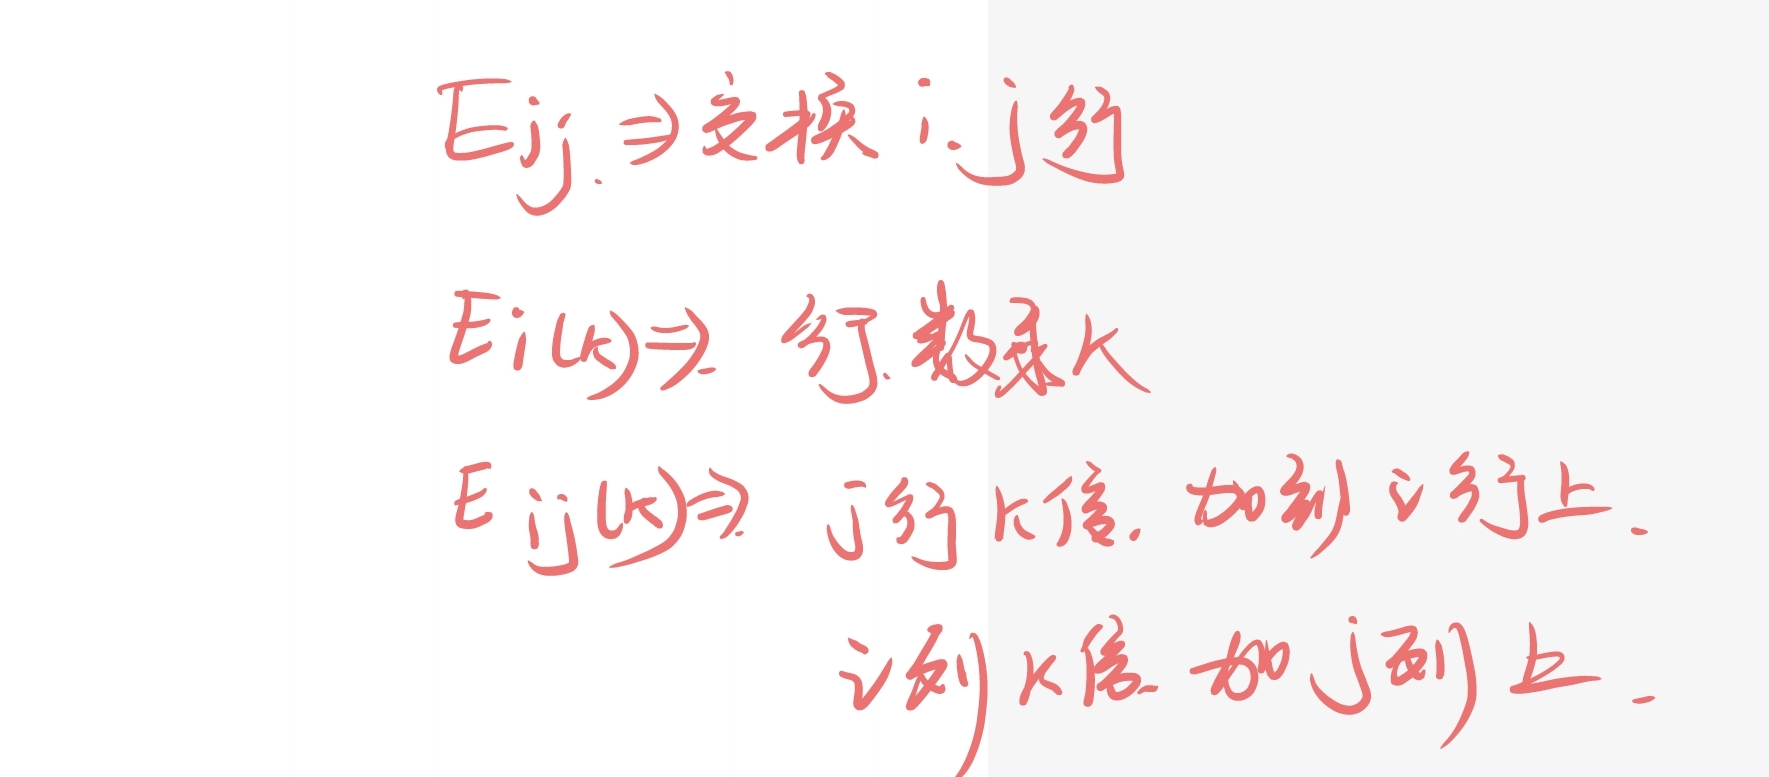 Eij. ⇒交换 i.j行
Ei(k)⇒. 行.数乘k
Eij(k)⇒. j行k倍.加到i行上.
i列k倍.加j列上.